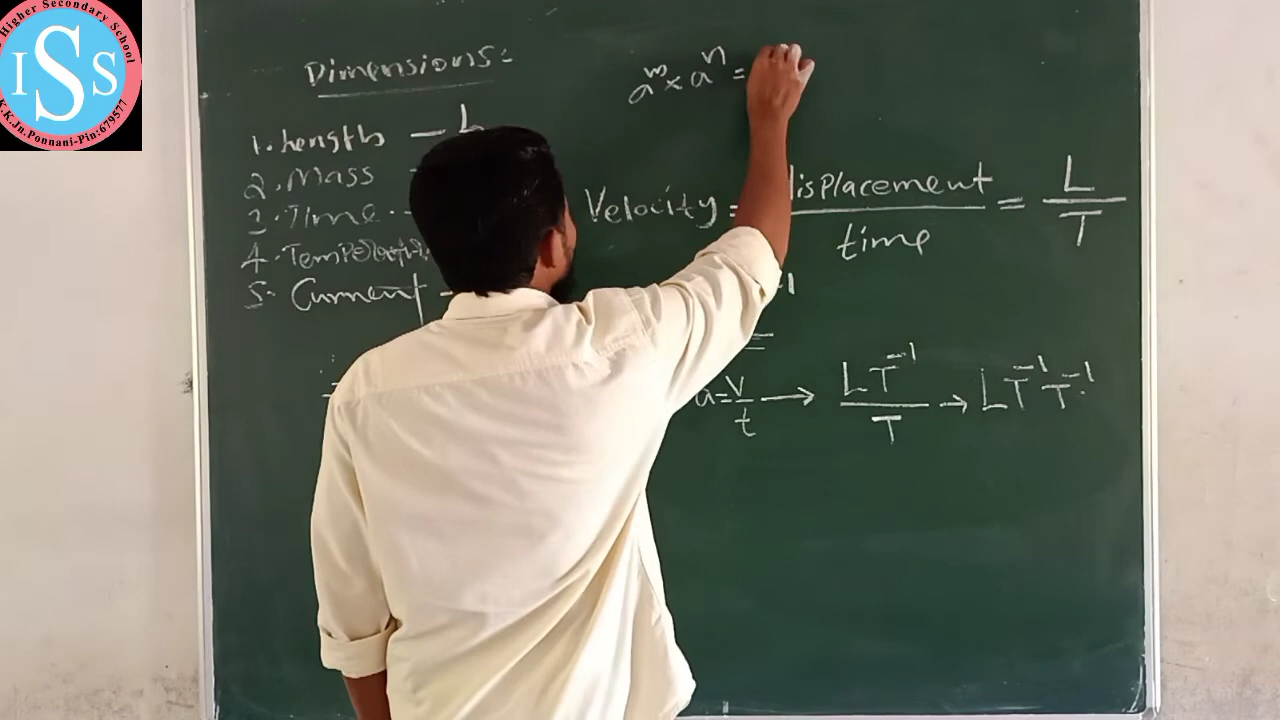 Higher Secondary School
ISS
K.K.Jn.Ponnani-Pin:679577
Dimensions:
1. Length — L
2. Mass
3. Time
4. Temperature
5. Current
a^m × a^n =
Velocity = displacement / time = L / T
a = v / t → LT^-1 / T → LT^-1 T^-1